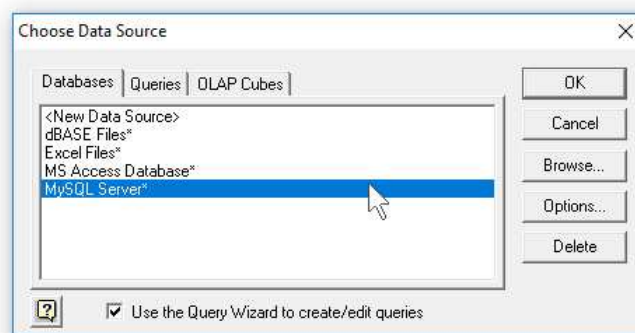 Choose Data Source
Databases Queries OLAP Cubes
<New Data Source>
dBASE Files*
Excel Files*
MS Access Database*
MySQL Server*
OK
Cancel
Browse...
Options...
Delete
Use the Query Wizard to create/edit queries